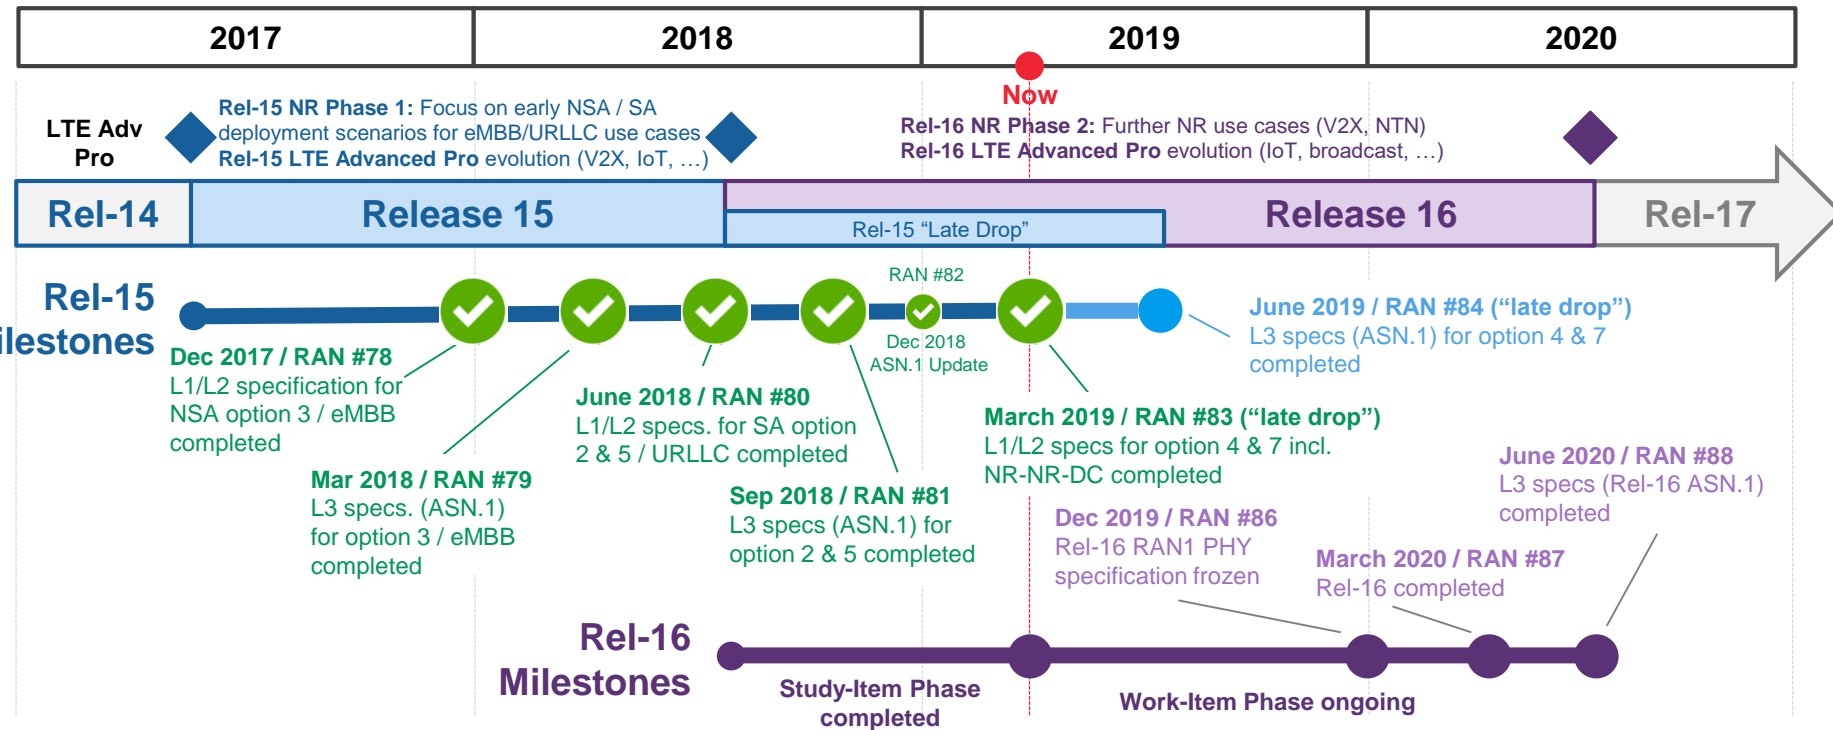 2017
2018
2019
2020
Now
LTE Adv
Pro
Rel-15 NR Phase 1: Focus on early NSA / SA
deployment scenarios for eMBB/URLLC use cases
Rel-15 LTE Advanced Pro evolution (V2X, IoT, …)
Rel-16 NR Phase 2: Further NR use cases (V2X, NTN)
Rel-16 LTE Advanced Pro evolution (IoT, broadcast, …)
Rel-14
Release 15
Rel-15 “Late Drop”
Release 16
Rel-17
Rel-15
ilestones
RAN #82
Dec 2018
ASN.1 Update
Dec 2017 / RAN #78
L1/L2 specification for
NSA option 3 / eMBB
completed
Mar 2018 / RAN #79
L3 specs. (ASN.1)
for option 3 / eMBB
completed
June 2018 / RAN #80
L1/L2 specs. for SA option
2 & 5 / URLLC completed
Sep 2018 / RAN #81
L3 specs (ASN.1) for
option 2 & 5 completed
March 2019 / RAN #83 (“late drop”)
L1/L2 specs for option 4 & 7 incl.
NR-NR-DC completed
June 2019 / RAN #84 (“late drop”)
L3 specs (ASN.1) for option 4 & 7
completed
Dec 2019 / RAN #86
Rel-16 RAN1 PHY
specification frozen
March 2020 / RAN #87
Rel-16 completed
June 2020 / RAN #88
L3 specs (Rel-16 ASN.1)
completed
Rel-16
Milestones
Study-Item Phase
completed
Work-Item Phase ongoing